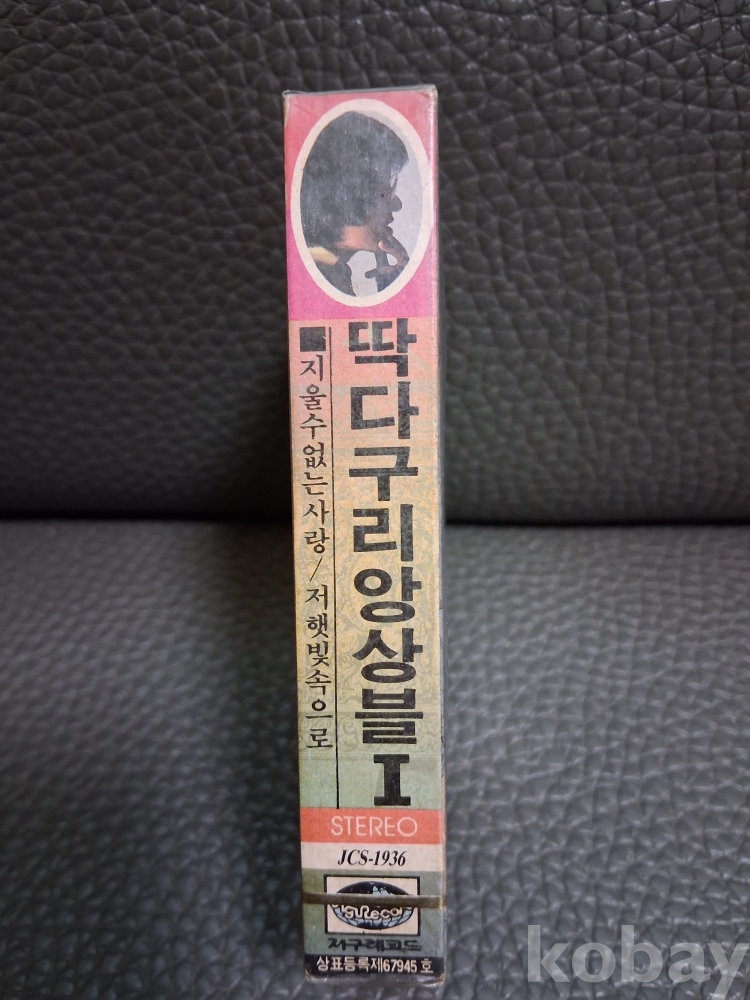 딱다구리앙상블 I
■지울수없는사랑/저햇빛속으로
STEREO
JCS-1936
지구레코드
상표등록제67945호
kobay